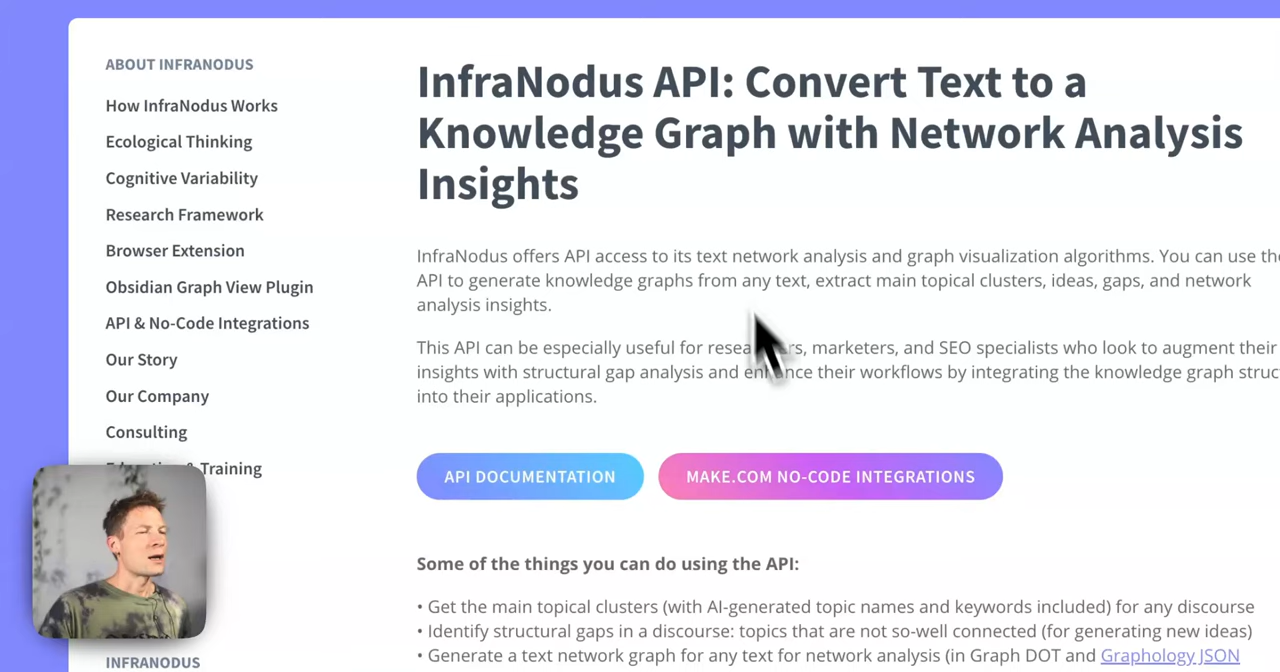 ABOUT INFRANODUS
How InfraNodus Works
Ecological Thinking
Cognitive Variability
Research Framework
Browser Extension
Obsidian Graph View Plugin
API & No-Code Integrations
Our Story
Our Company
Consulting
& Training
INFRANODUS
InfraNodus API: Convert Text to a
Knowledge Graph with Network Analysis
Insights
InfraNodus offers API access to its text network analysis and graph visualization algorithms. You can use
API to generate knowledge graphs from any text, extract main topical clusters, ideas, gaps, and network
analysis insights.
This API can be especially useful for researchers, marketers, and SEO specialists who look to augment their
insights with structural gap analysis and enhance their workflows by integrating the knowledge graph
into their applications.
API DOCUMENTATION
MAKE.COM NO-CODE INTEGRATIONS
Some of the things you can do using the API:
• Get the main topical clusters (with AI-generated topic names and keywords included) for any discourse
• Identify structural gaps in a discourse: topics that are not so-well connected (for generating new ideas)
• Generate a text network graph for any text for network analysis (in Graph DOT and Graphology JSON